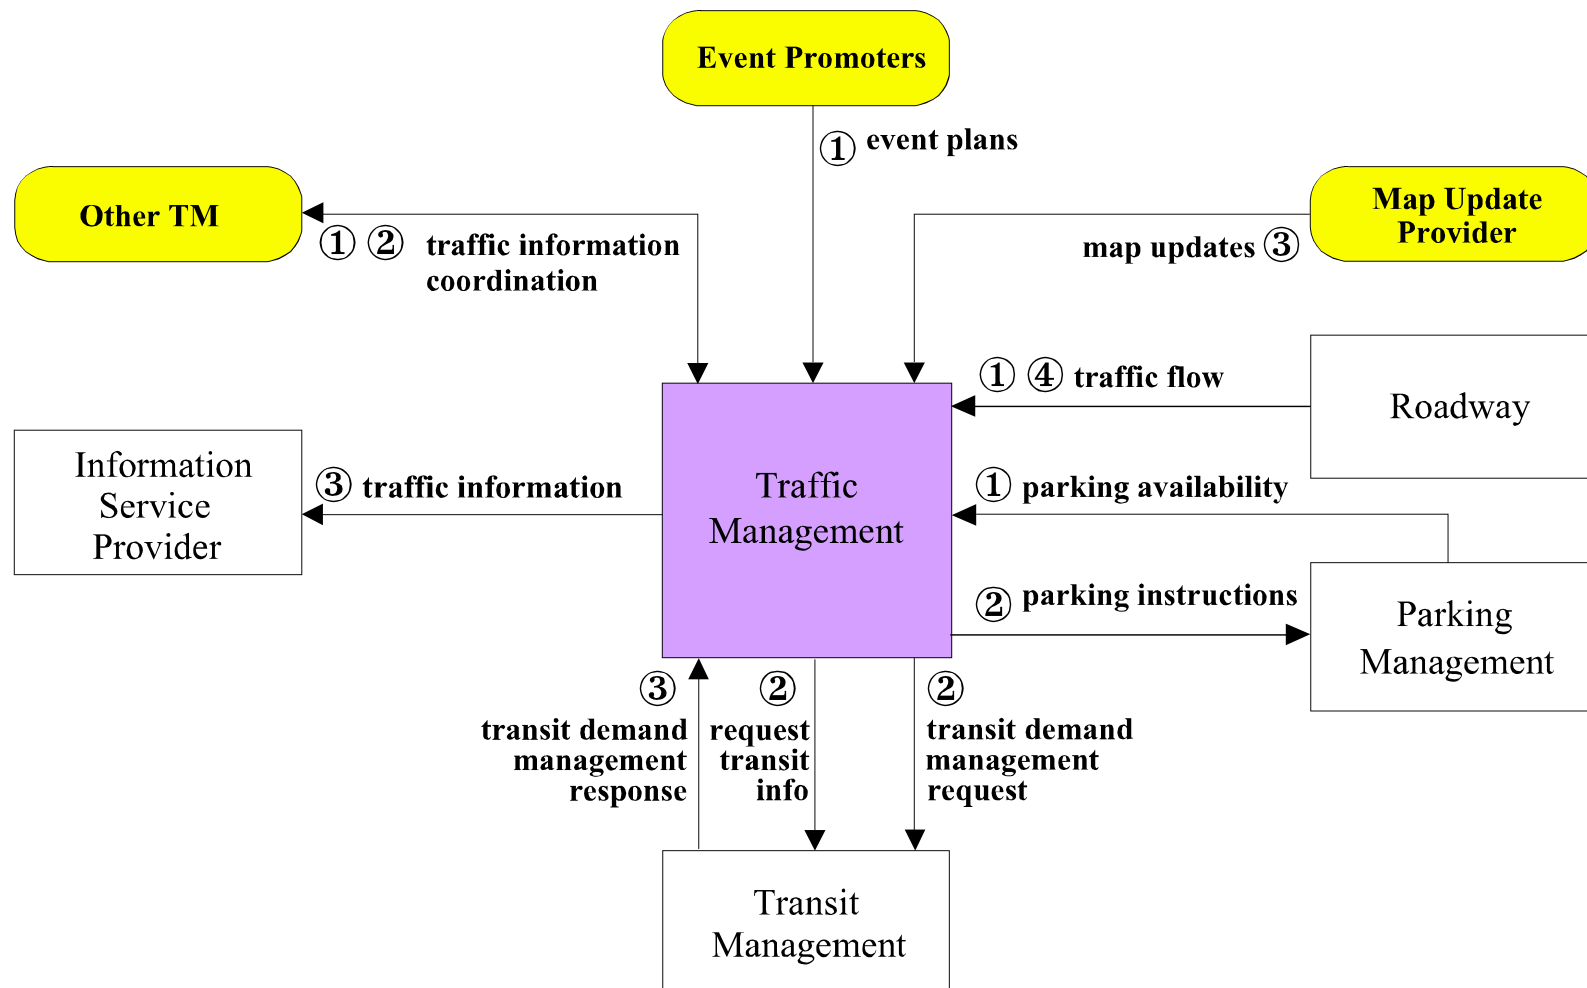 Event Promoters
① event plans
Other TM
① ② traffic information
coordination
Map Update
Provider
map updates ③
① ④ traffic flow
Roadway
Information
Service
Provider
③ traffic information
Traffic
Management
① parking availability
② parking instructions
Parking
Management
③
transit demand
management
response
②
request
transit
info
②
transit demand
management
request
Transit
Management